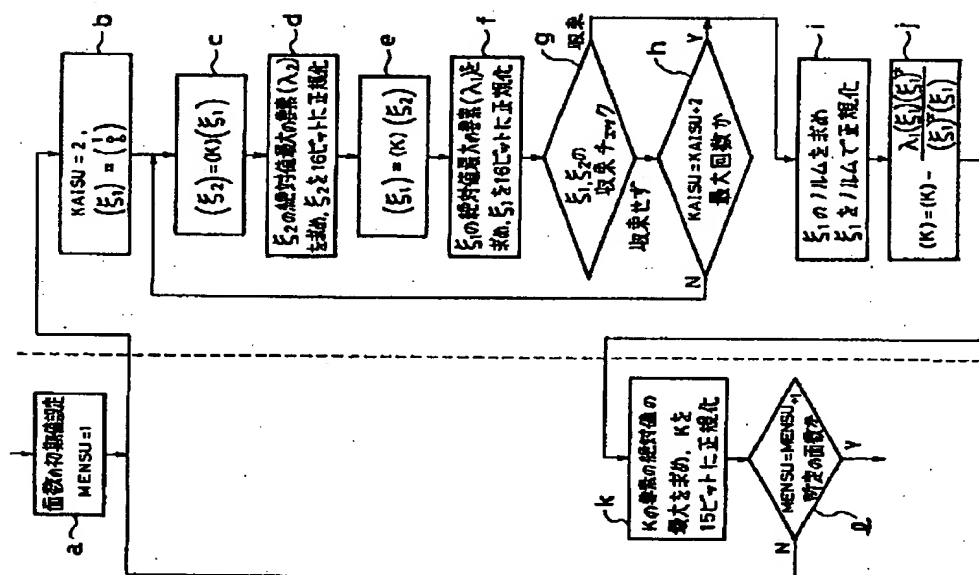 a
面数の初期値設定
MENSU=1
b
KAISU = 2,
(ξ1) = (1 0 0)
c
(ξ2)=(K)(ξ1)
d
ξ2の絶対値最大の要素(λ2)
を求め、ξ2を16ビットに正規化
e
(ξ1) = (K)(ξ2)
f
ξ1の絶対値最大の要素(λ1)を
求め、ξ1を16ビットに正規化
g
ξ1,ξ2の
収束チェック
収束
収束せず
h
KAISU=KAISU+2
最大回数か
Y
N
i
ξ1のノルムを求め
ξ1をノルムで正規化
j
(K)=(K)- λ1(ξ1)(ξ1)T / (ξ1)T(ξ1)
k
Kの要素の絶対値の
最大を求め、Kを
15ビットに正規化
l
MENSU=MENSU+1
所定の面数か
Y
N